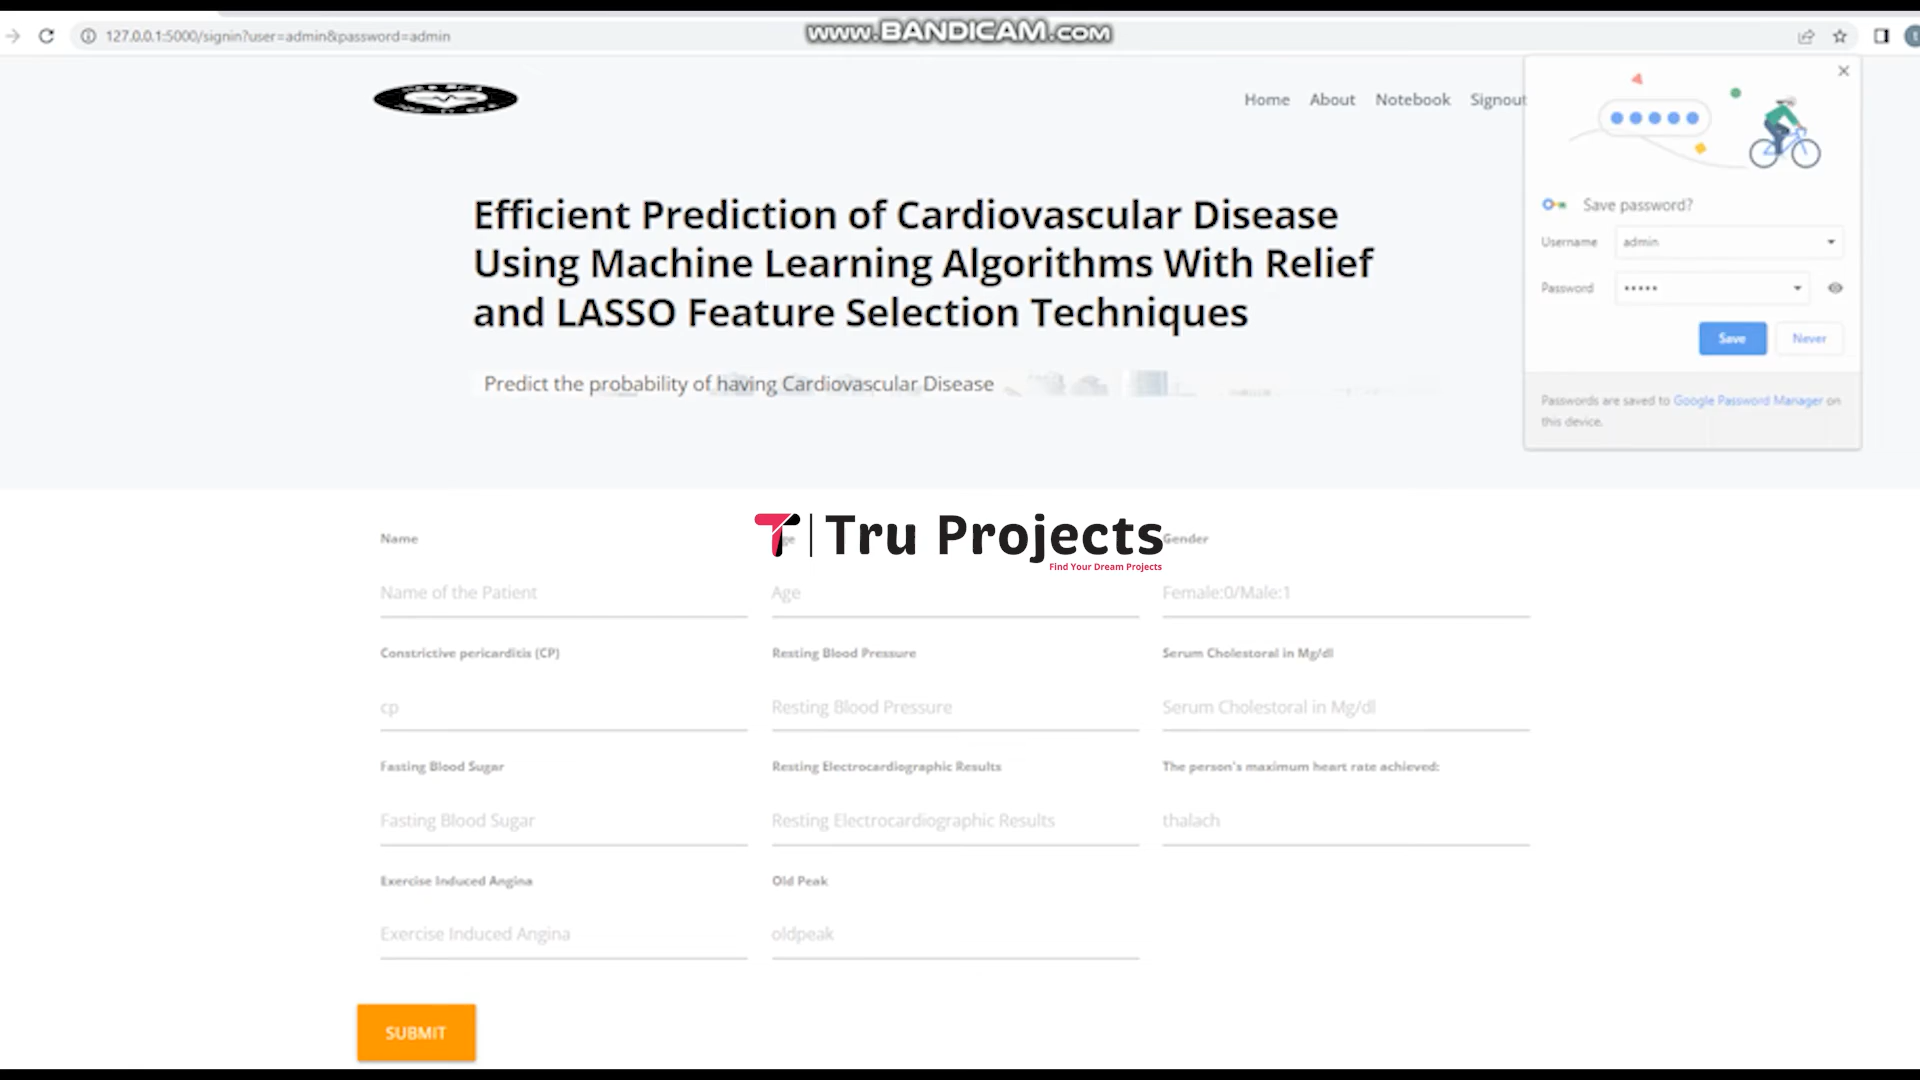 127.0.0.1:5000/signin?user=admin&password=admin
www.BANDICAM.com
Home About Notebook Signout
Efficient Prediction of Cardiovascular Disease
Using Machine Learning Algorithms With Relief
and LASSO Feature Selection Techniques
Predict the probability of having Cardiovascular Disease
Save password?
Username admin
Password •••••
Save Never
Passwords are saved to Google Password Manager on
this device.
T | Tru Projects
Find Your Dream Projects
Name Gender
Name of the Patient Age Female:0/Male:1
Constrictive pericarditis (CP) Resting Blood Pressure Serum Cholestoral in Mg/dl
cp Resting Blood Pressure Serum Cholestoral in Mg/dl
Fasting Blood Sugar Resting Electrocardiographic Results The person's maximum heart rate achieved:
Fasting Blood Sugar Resting Electrocardiographic Results thalach
Exercise Induced Angina Old Peak
Exercise Induced Angina oldpeak
SUBMIT